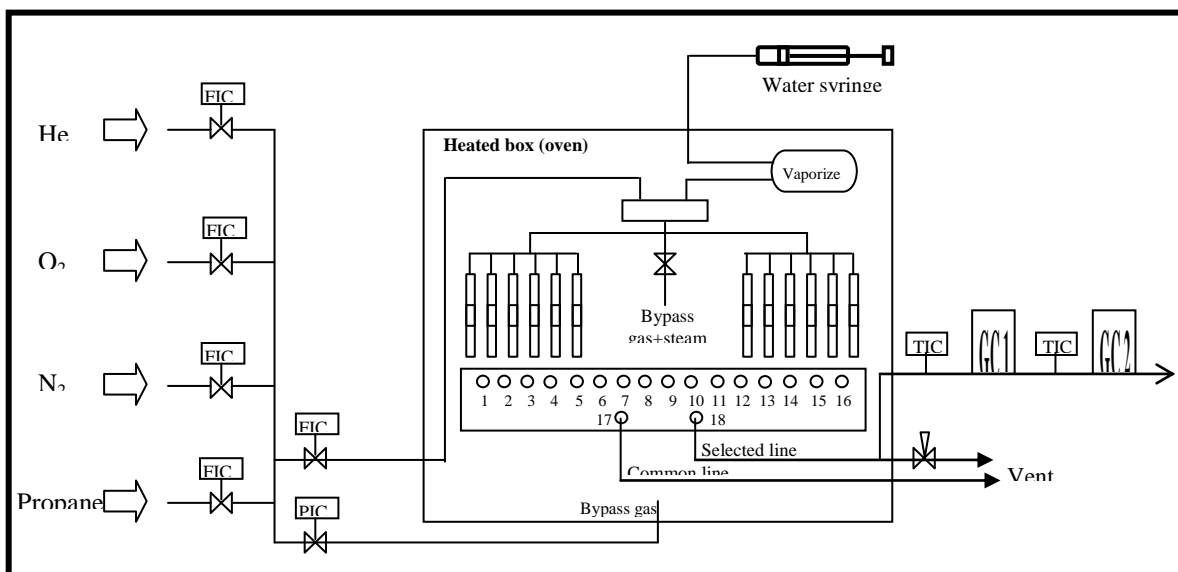 Water syringe
FIC
He
Heated box (oven)
Vaporize
FIC
O2
Bypass
gas+steam
FIC
N2
TIC
GC1
TIC
GC2
1 2 3 4 5 6 7 8 9 10 11 12 13 14 15 16
17 18
FIC
Selected line
FIC
Common line
Vent
Propane
PIC
Bypass gas